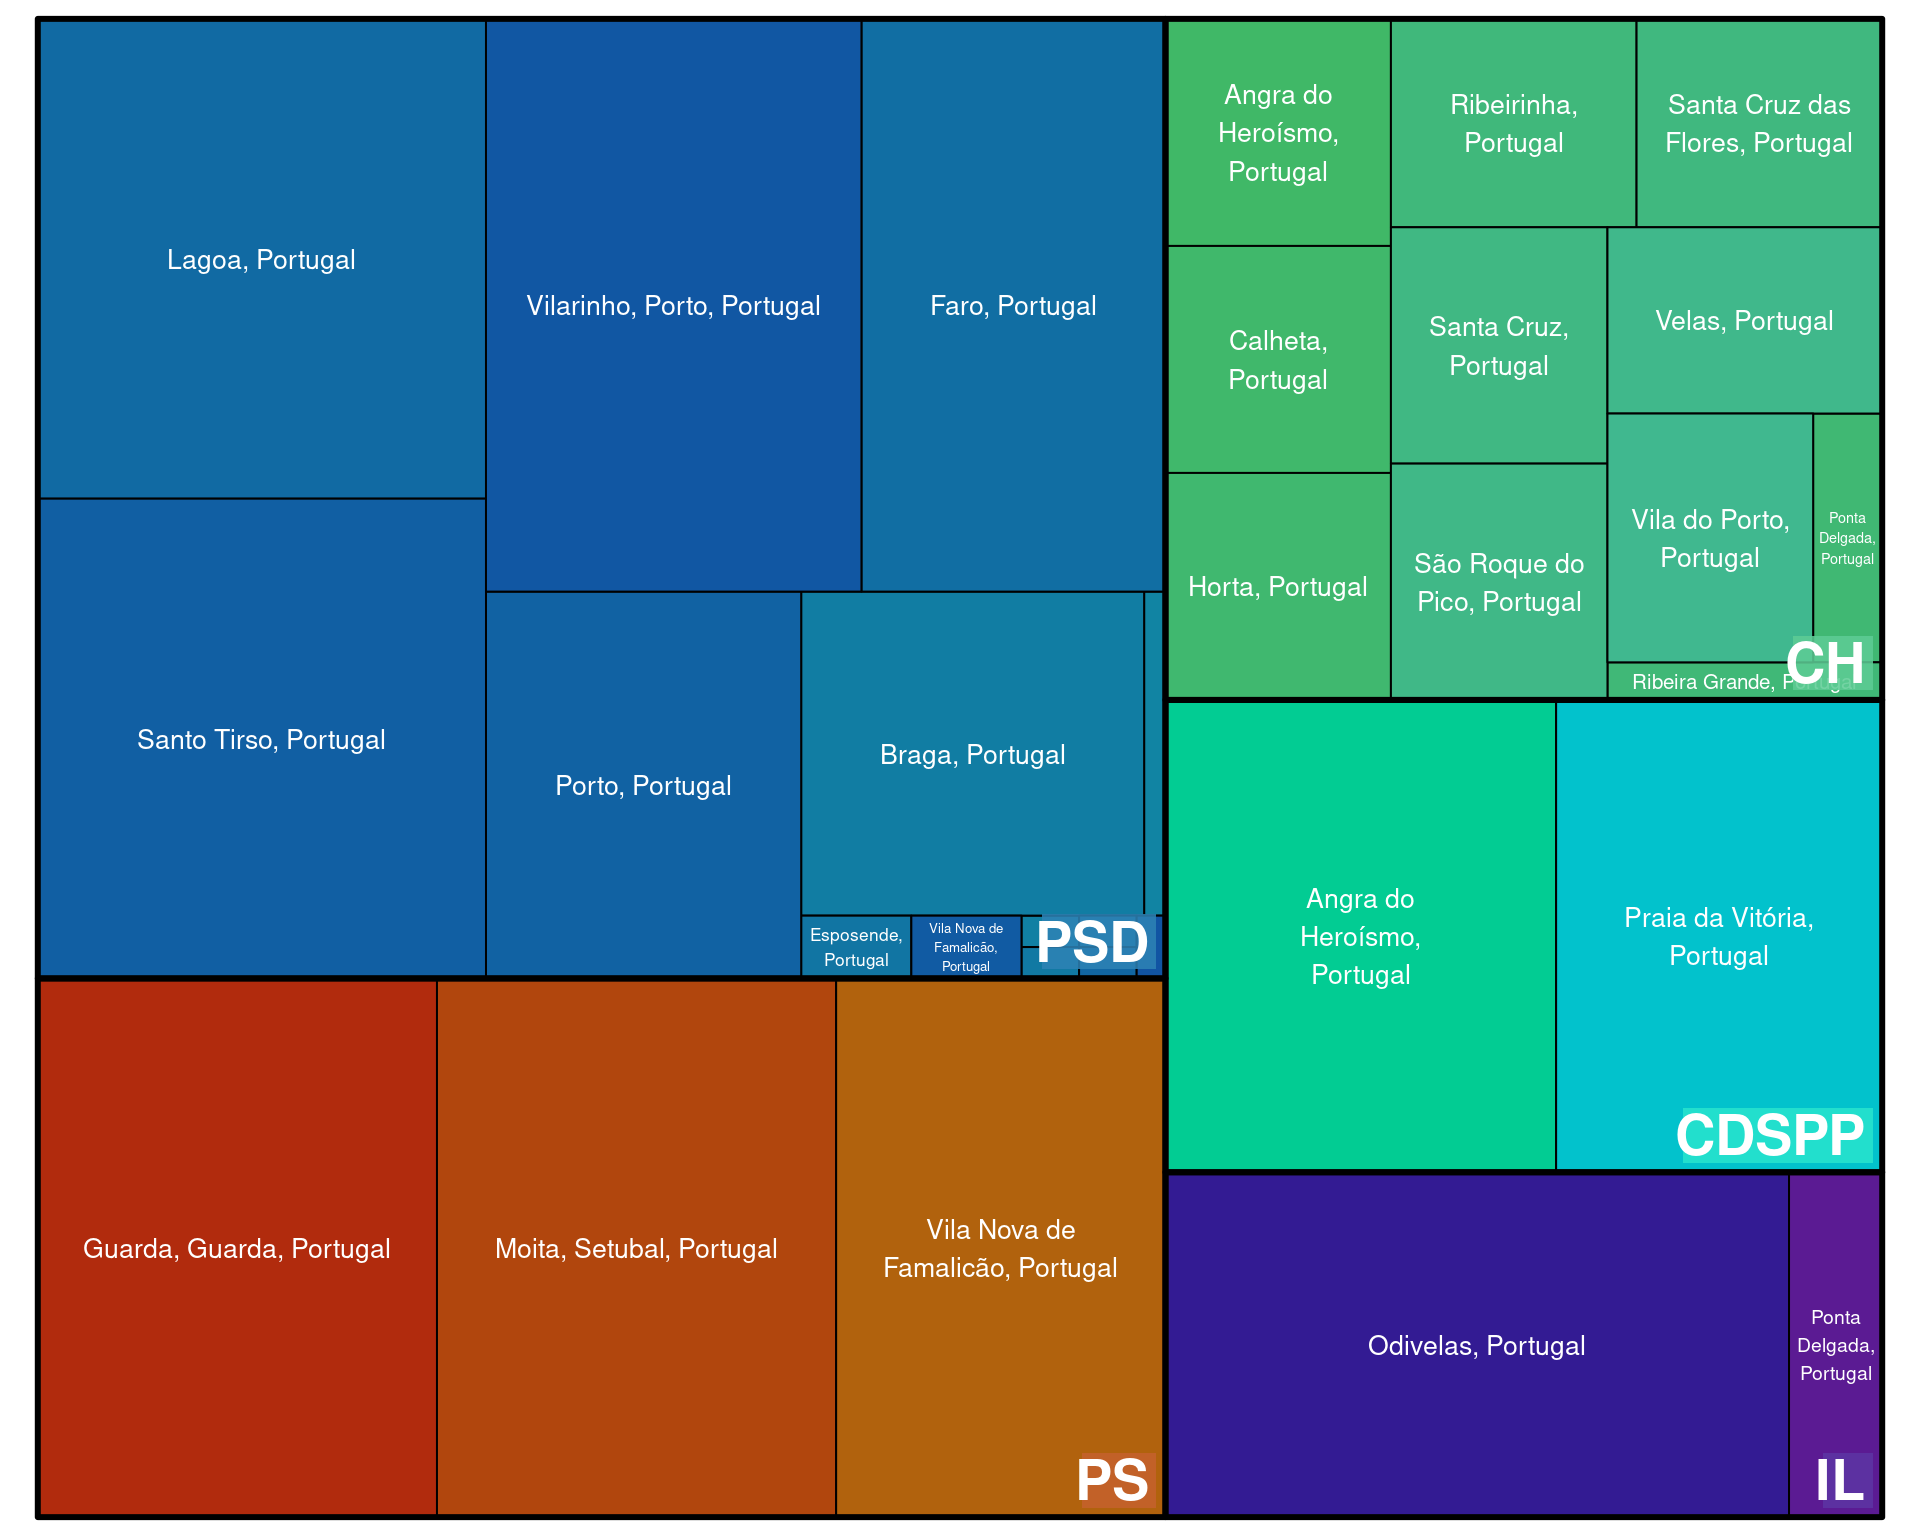 Lagoa, Portugal
Vilarinho, Porto, Portugal
Faro, Portugal
Santo Tirso, Portugal
Porto, Portugal
Braga, Portugal
Esposende,
Portugal
Vila Nova de
Famalicão,
Portugal
PSD
Guarda, Guarda, Portugal
Moita, Setubal, Portugal
Vila Nova de
Famalicão, Portugal
PS
Angra do
Heroísmo,
Portugal
Ribeirinha,
Portugal
Santa Cruz das
Flores, Portugal
Calheta,
Portugal
Santa Cruz,
Portugal
Velas, Portugal
Horta, Portugal
São Roque do
Pico, Portugal
Vila do Porto,
Portugal
Ponta
Delgada,
Portugal
Ribeira Grande, Portugal
CH
Angra do
Heroísmo,
Portugal
Praia da Vitória,
Portugal
CDSPP
Odivelas, Portugal
Ponta
Delgada,
Portugal
IL